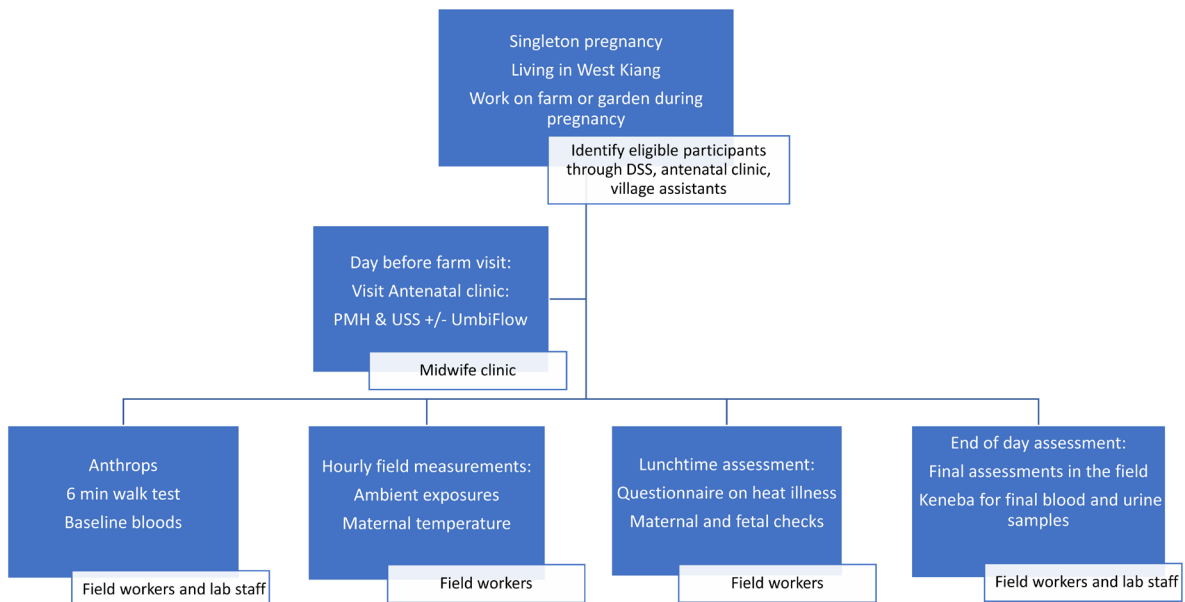 Singleton pregnancy
Living in West Kiang
Work on farm or garden during
pregnancy
Identify eligible participants
through DSS, antenatal clinic,
village assistants
Day before farm visit:
Visit Antenatal clinic:
PMH & USS +/- UmbiFlow
Midwife clinic
Anthrops
6 min walk test
Baseline bloods
Field workers and lab staff
Hourly field measurements:
Ambient exposures
Maternal temperature
Field workers
Lunchtime assessment:
Questionnaire on heat illness
Maternal and fetal checks
Field workers
End of day assessment:
Final assessments in the field
Keneba for final blood and urine
samples
Field workers and lab staff